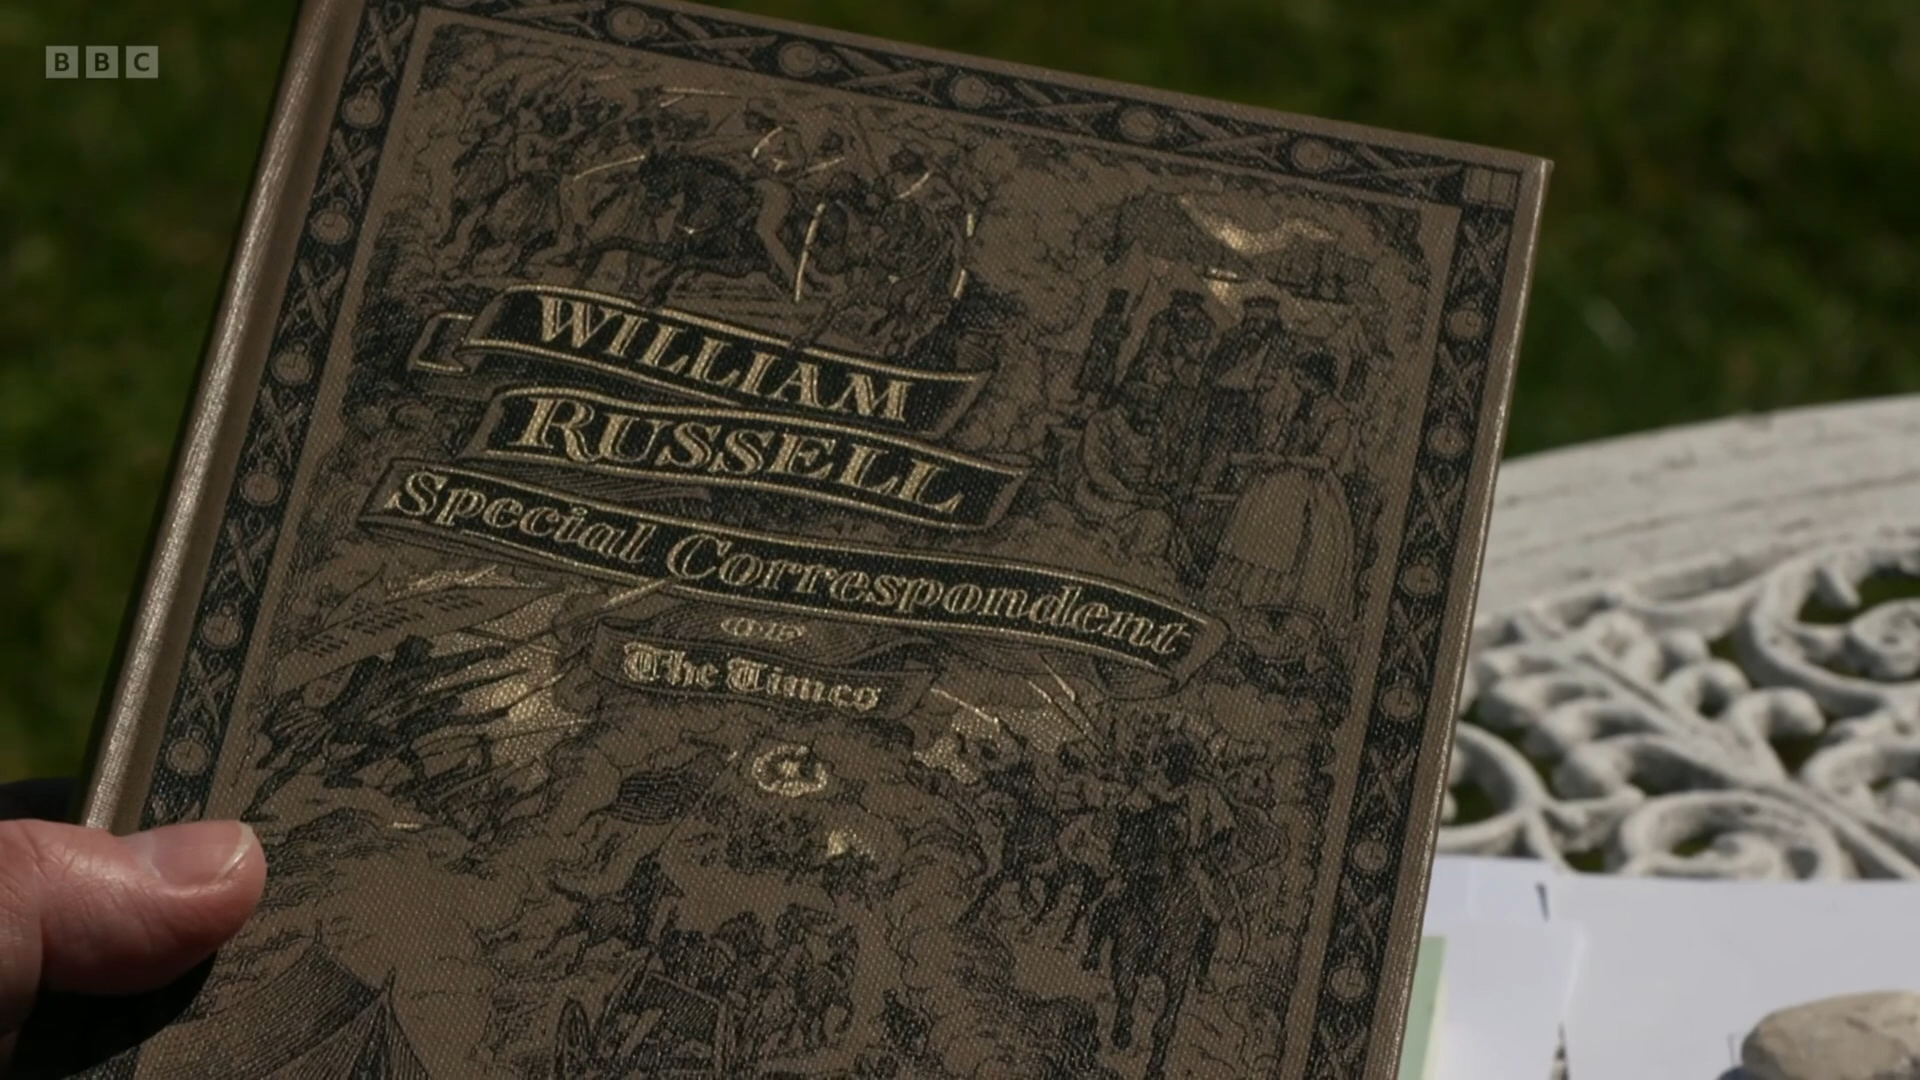 BBC
WILLIAM
RUSSELL
Special Correspondent
OF
The Times